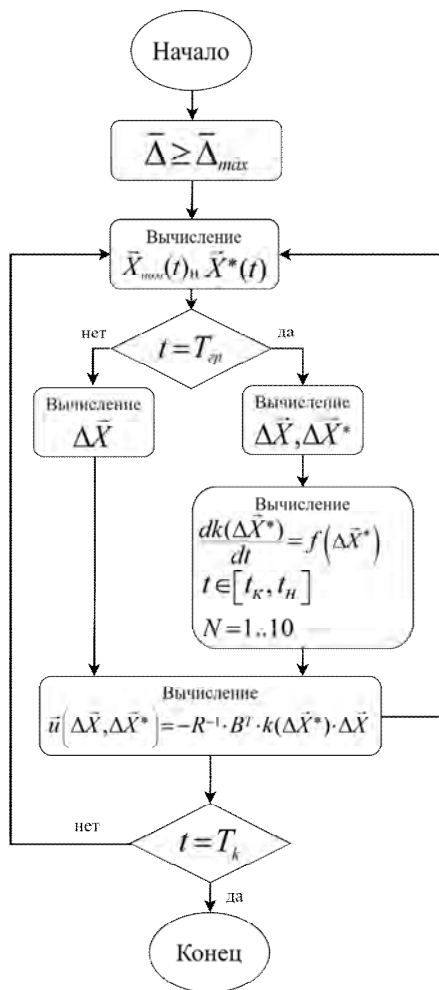 Начало
Δ̄ ≥ Δ̄max
Вычисление
X̄ном(t), X̄*(t)
нет
да
t = Tгр
Вычисление
ΔX̄
Вычисление
ΔX̄, ΔX̄*
Вычисление
dk(ΔX̄*)/dt = f(ΔX̄*)
t∈[tК, tН]
N = 1..10
Вычисление
ū(ΔX̄, ΔX̄*) = −R⁻¹·Bᵀ·k(ΔX̄*)·ΔX̄
нет
t = Tk
да
Конец